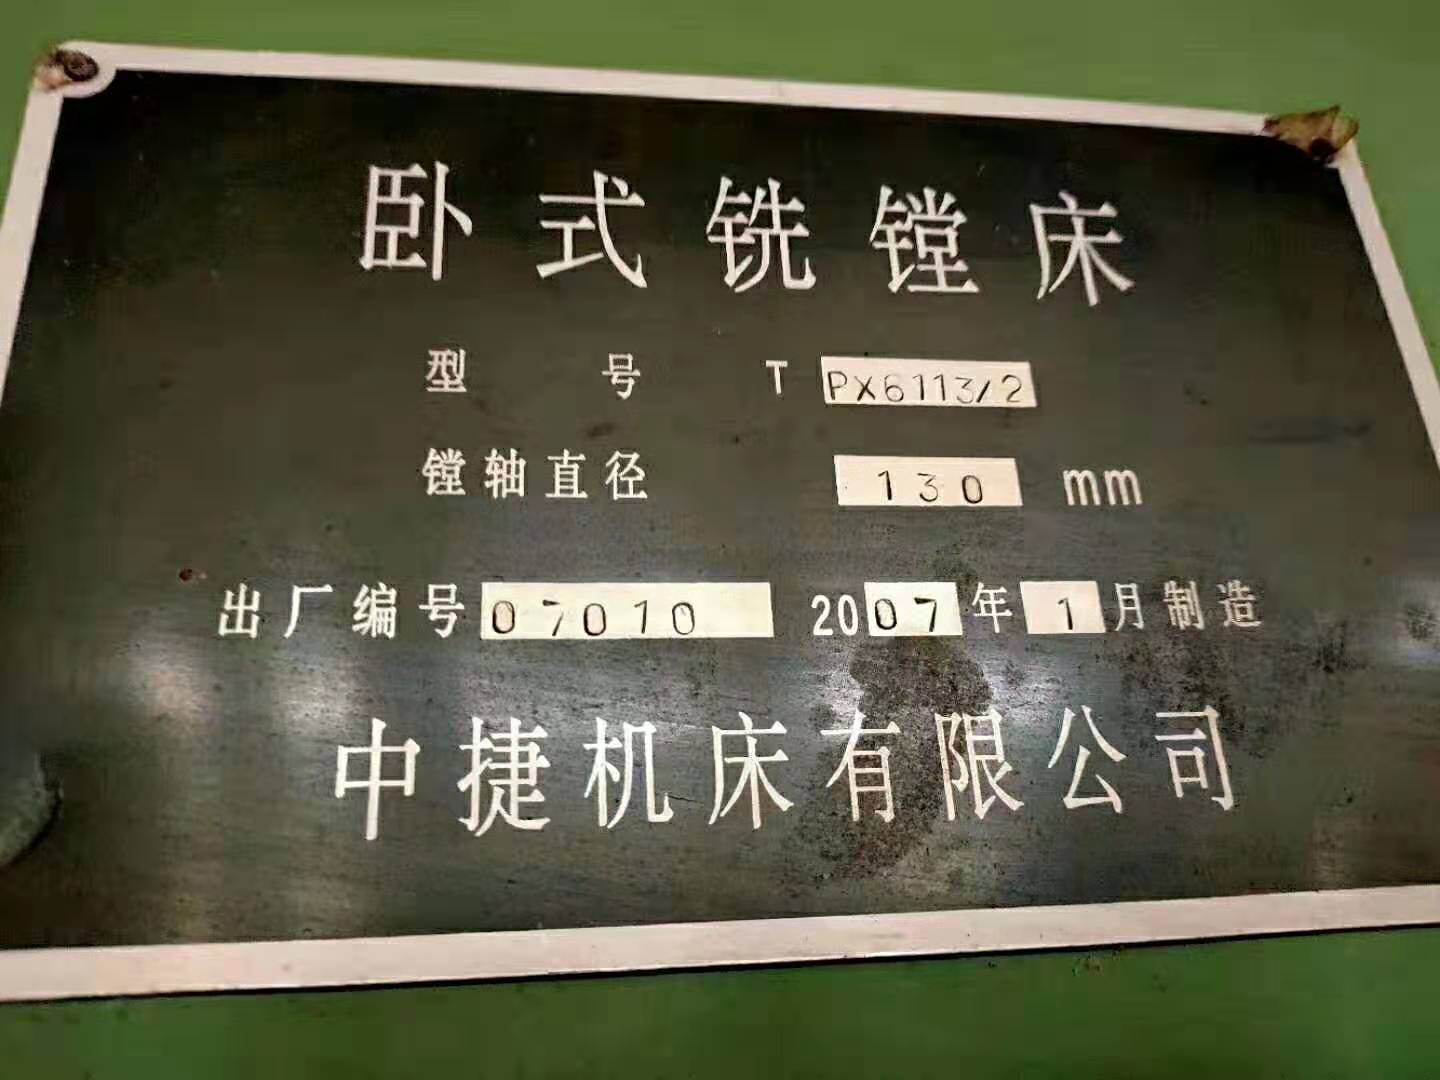 卧式铣镗床
型号 T PX6113/2
镗轴直径 130 mm
出厂编号 07010 2007年1月制造
中捷机床有限公司